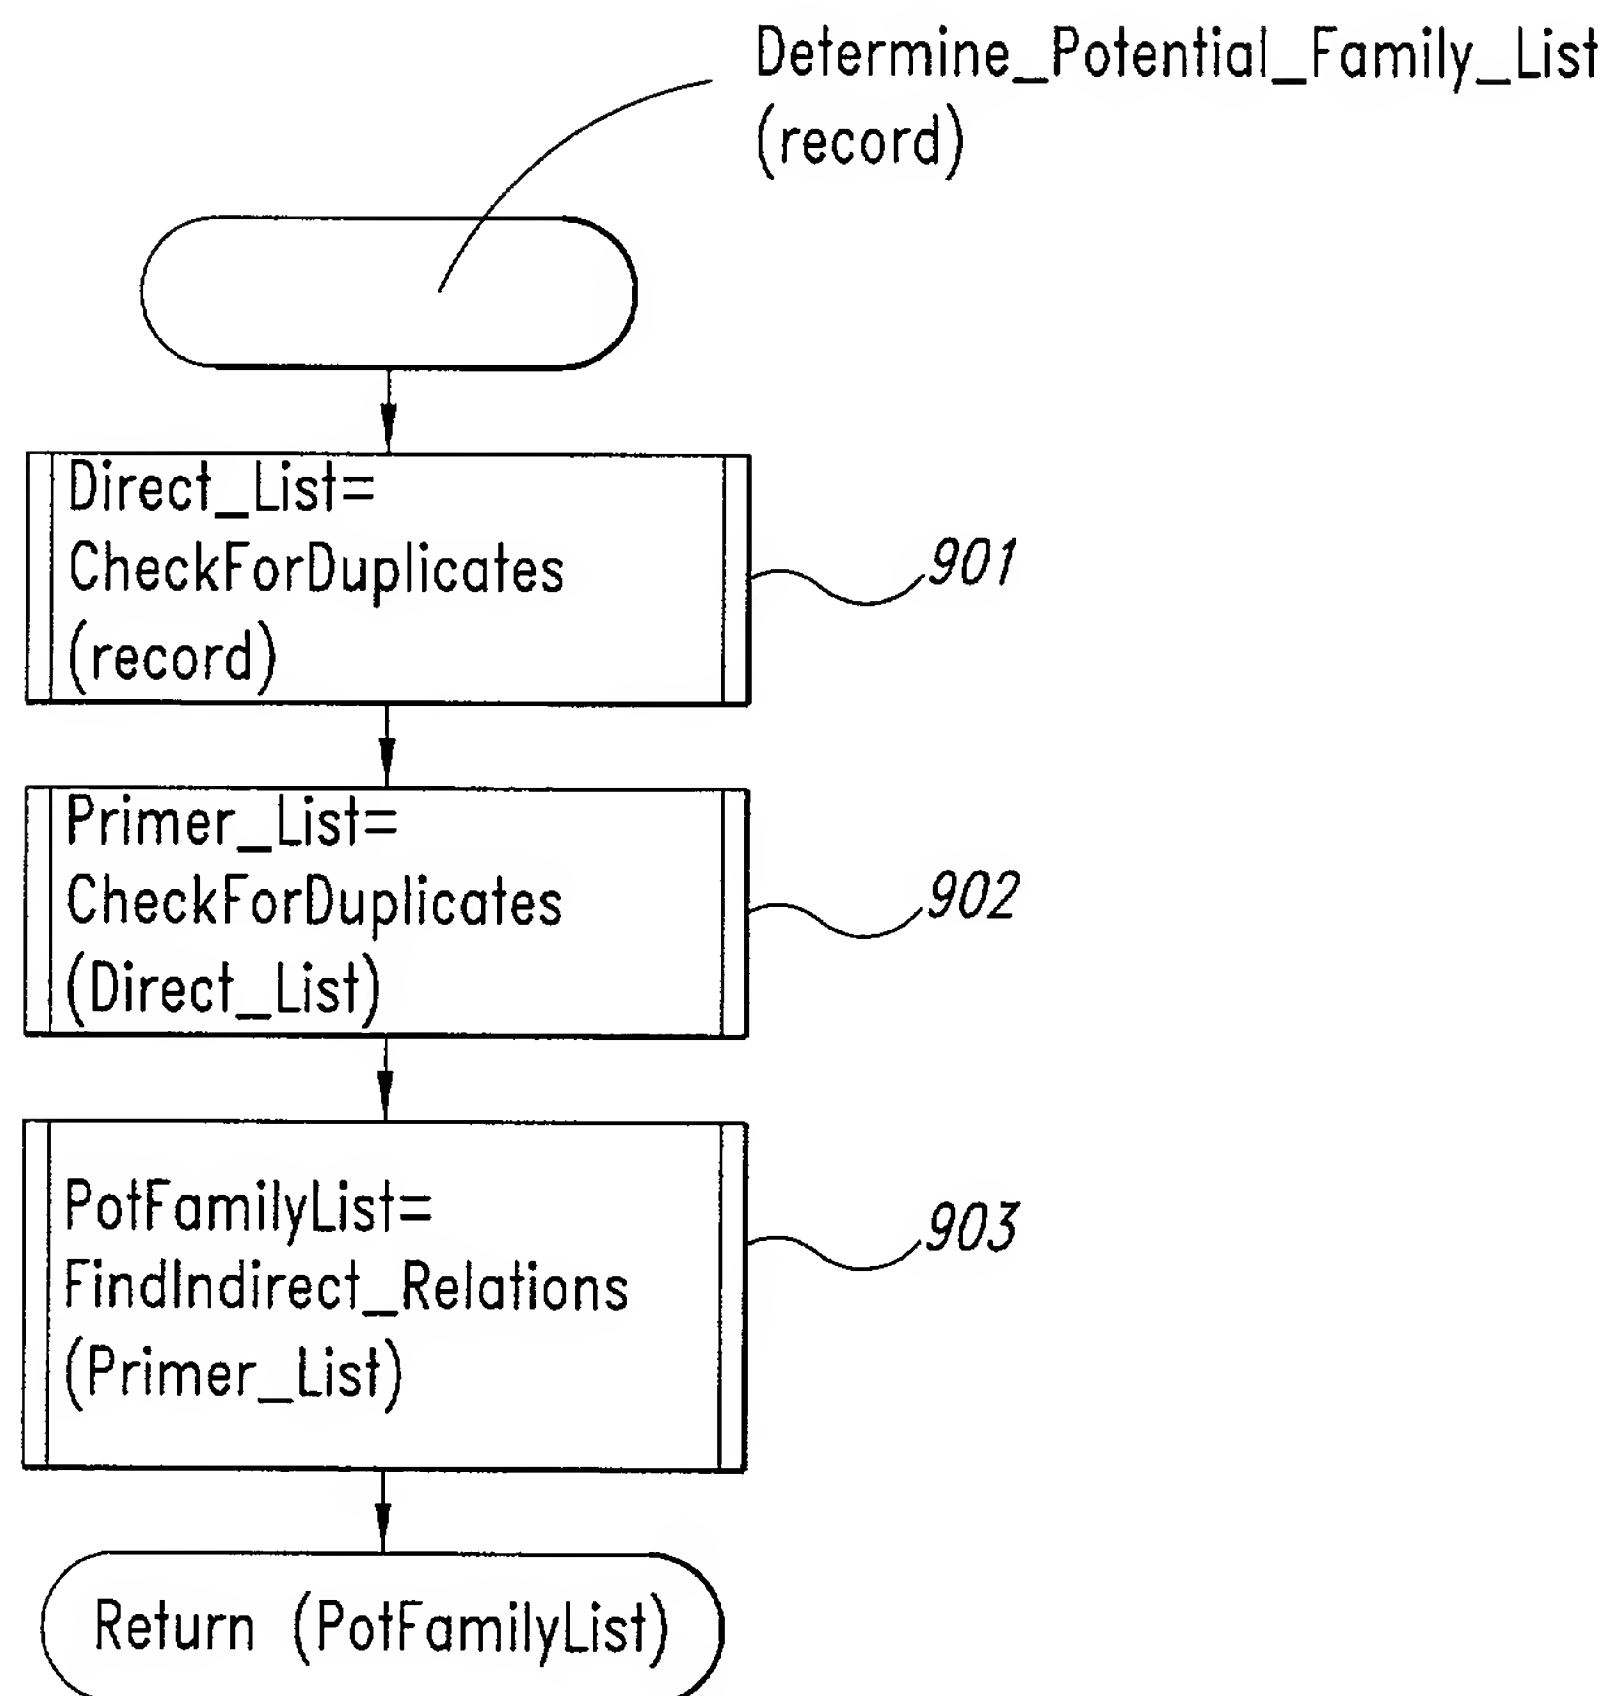 Determine_Potential_Family_List
(record)
Direct_List=
CheckForDuplicates
(record)
901
Primer_List=
CheckForDuplicates
(Direct_List)
902
PotFamilyList=
FindIndirect_Relations
(Primer_List)
903
Return (PotFamilyList)